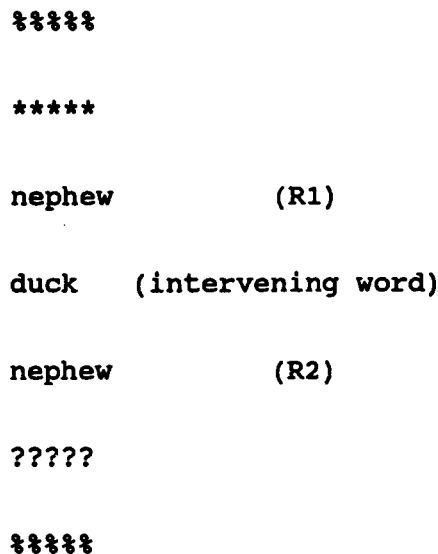 %%%%%
*****
nephew (R1)
duck (intervening word)
nephew (R2)
?????
%%%%%